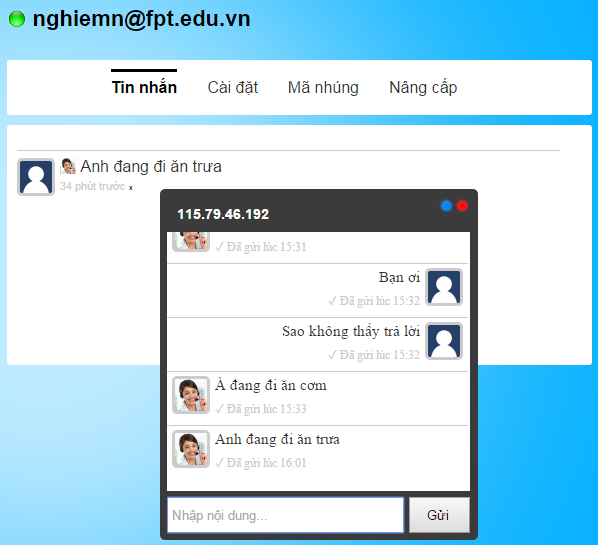 nghiemn@fpt.edu.vn
Tin nhắn Cài đặt Mã nhúng Nâng cấp
Anh đang đi ăn trưa
34 phút trước x
115.79.46.192
✓ Đã gửi lúc 15:31
Bạn ơi
✓ Đã gửi lúc 15:32
Sao không thấy trả lời
✓ Đã gửi lúc 15:32
À đang đi ăn cơm
✓ Đã gửi lúc 15:33
Anh đang đi ăn trưa
✓ Đã gửi lúc 16:01
Nhập nội dung... Gửi